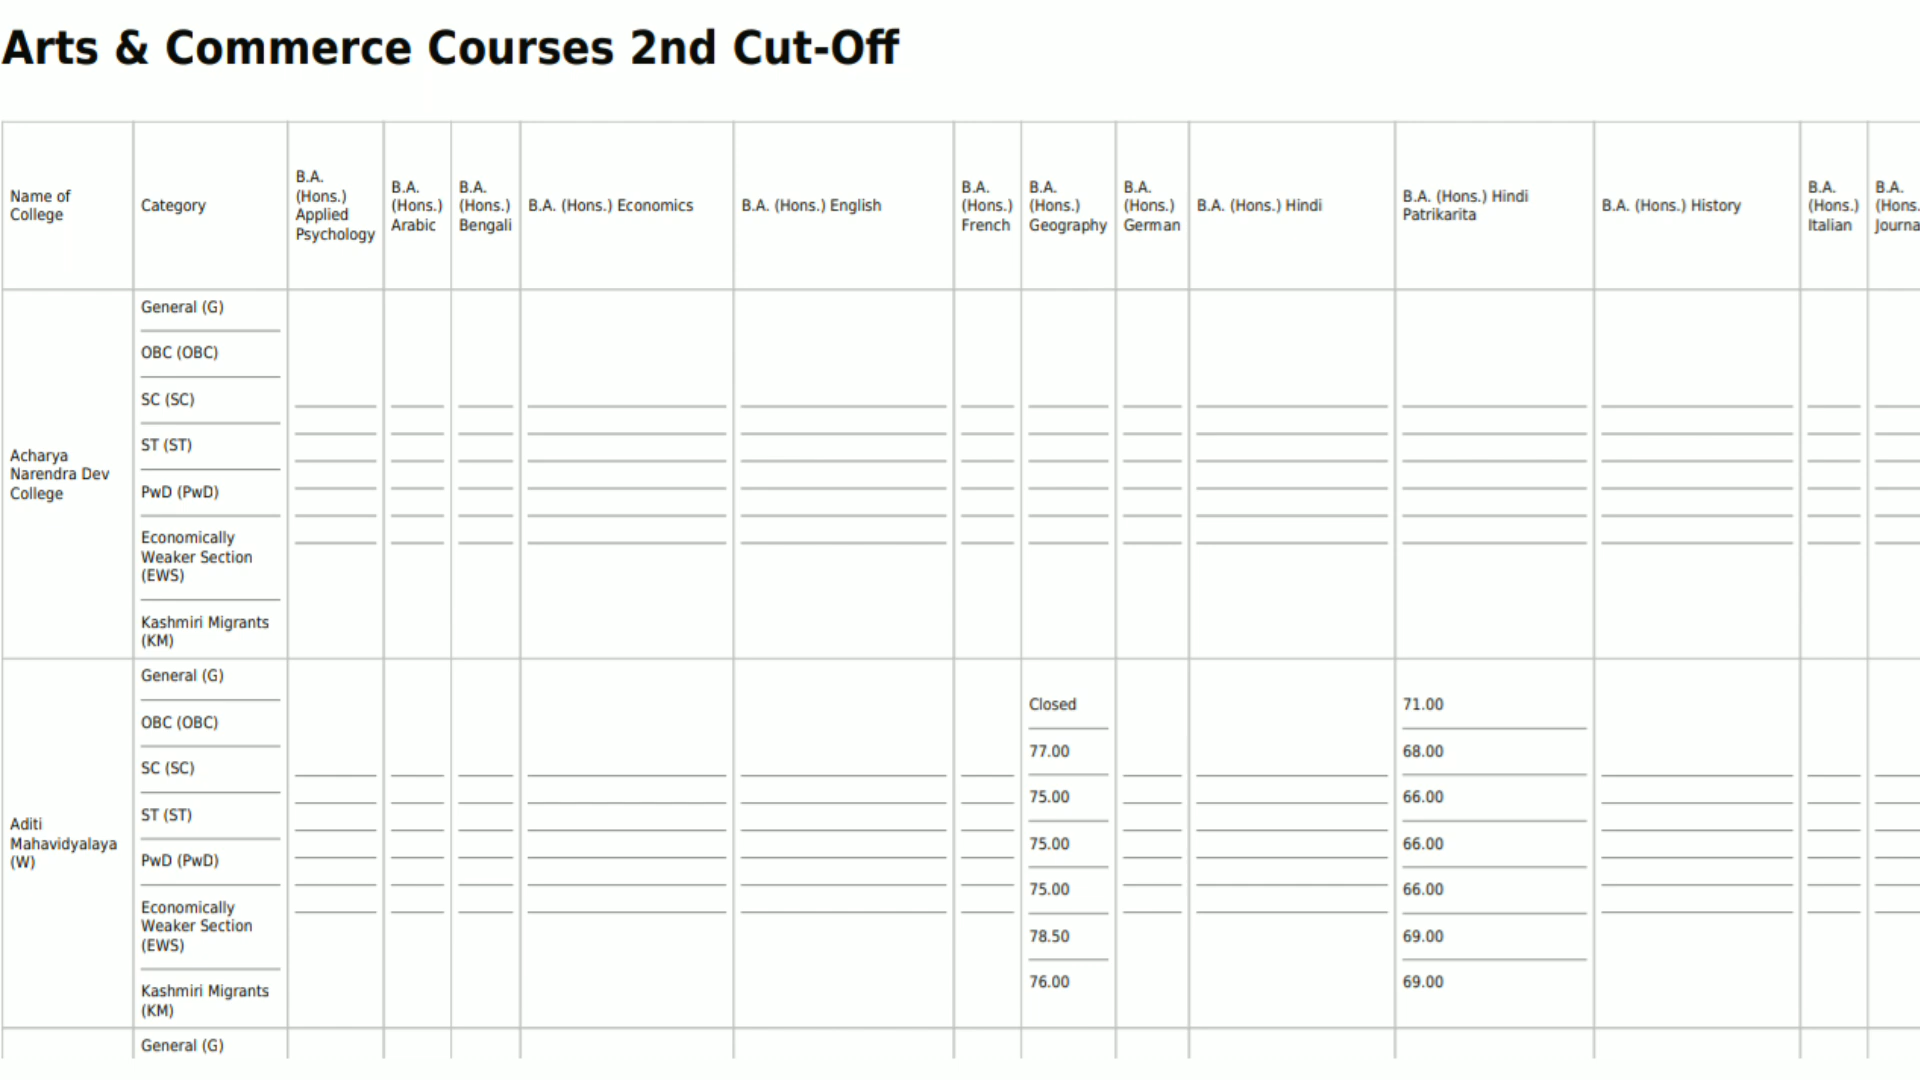 Arts & Commerce Courses 2nd Cut-Off
Name of
College
Category
B.A.
(Hons.)
Applied
Psychology
B.A.
(Hons.)
Arabic
B.A.
(Hons.)
Bengali
B.A. (Hons.) Economics
B.A. (Hons.) English
B.A.
(Hons.)
French
B.A.
(Hons.)
Geography
B.A.
(Hons.)
German
B.A. (Hons.) Hindi
B.A. (Hons.) Hindi
Patrikarita
B.A. (Hons.) History
B.A.
(Hons.)
Italian
B.A.
(Hons.
Journa
Acharya
Narendra Dev
College
General (G)
OBC (OBC)
SC (SC)
ST (ST)
PwD (PwD)
Economically
Weaker Section
(EWS)
Kashmiri Migrants
(KM)
Aditi
Mahavidyalaya
(W)
General (G)
OBC (OBC)
SC (SC)
ST (ST)
PwD (PwD)
Economically
Weaker Section
(EWS)
Kashmiri Migrants
(KM)
Closed
77.00
75.00
75.00
75.00
78.50
76.00
71.00
68.00
66.00
66.00
66.00
69.00
69.00
General (G)